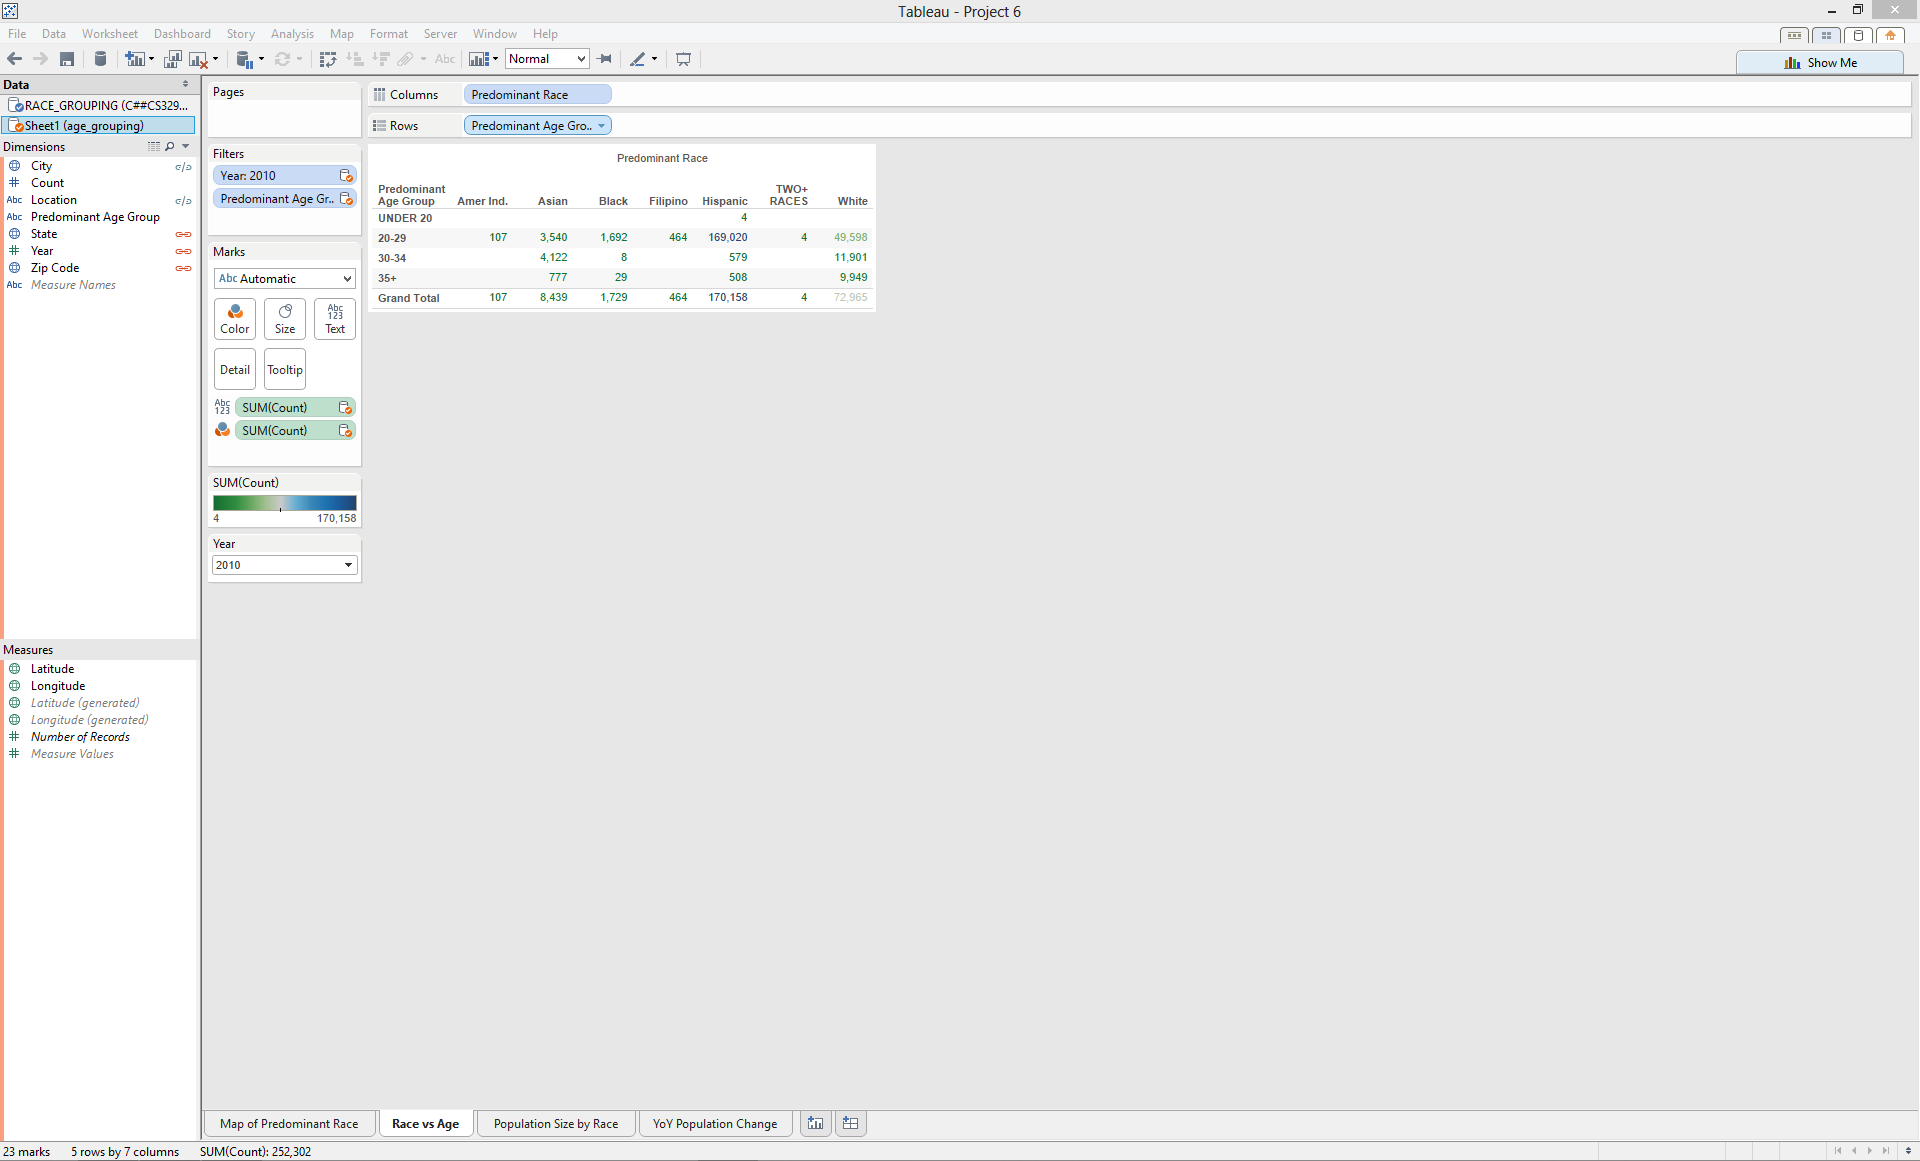 Tableau - Project 6
File Data Worksheet Dashboard Story Analysis Map Format Server Window Help
Abc Normal
Show Me
Data
RACE_GROUPING (C##CS329...
Sheet1 (age_grouping)
Dimensions
City
Count
Abc Location
Abc Predominant Age Group
State
Year
Zip Code
Abc Measure Names
Measures
Latitude
Longitude
Latitude (generated)
Longitude (generated)
Number of Records
Measure Values
Pages
Filters
Year: 2010
Predominant Age Gr..
Marks
Abc Automatic
Color
Size
Abc
123
Text
Detail
Tooltip
Abc
123
SUM(Count)
SUM(Count)
SUM(Count)
4 170,158
Year
2010
Columns Predominant Race
Rows Predominant Age Gro..
Predominant Race
Predominant
Age Group Amer Ind. Asian Black Filipino Hispanic TWO+
RACES White
UNDER 20 4
20-29 107 3,540 1,692 464 169,020 4 49,598
30-34 4,122 8 579 11,901
35+ 777 29 508 9,949
Grand Total 107 8,439 1,729 464 170,158 4 72,965
Map of Predominant Race Race vs Age Population Size by Race YoY Population Change
23 marks 5 rows by 7 columns SUM(Count): 252,302